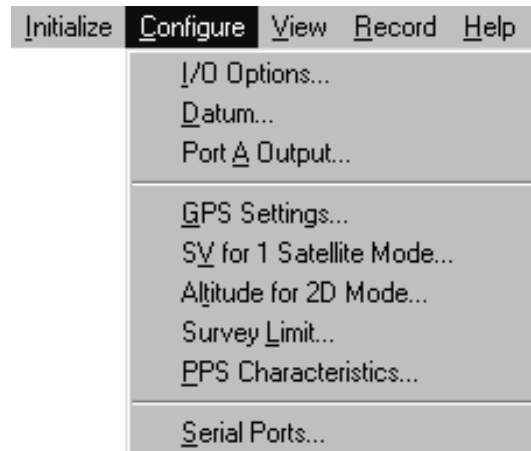 Initialize Configure View Record Help
I/O Options...
Datum...
Port A Output...
GPS Settings...
SV for 1 Satellite Mode...
Altitude for 2D Mode...
Survey Limit...
PPS Characteristics...
Serial Ports...